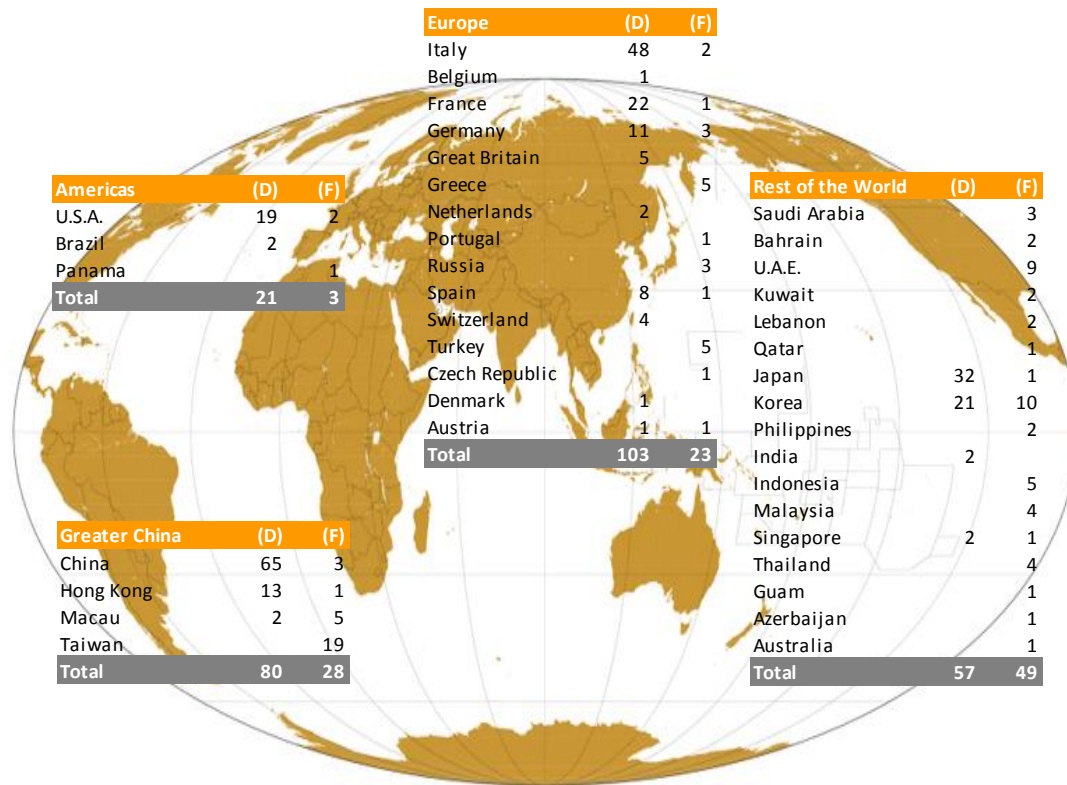 Europe (D) (F)
Italy 48 2
Belgium 1
France 22 1
Germany 11 3
Great Britain 5
Greece 5
Netherlands 2
Portugal 1
Russia 3
Spain 8 1
Switzerland 4
Turkey 5
Czech Republic 1
Denmark 1
Austria 1 1
Total 103 23
Americas (D) (F)
U.S.A. 19 2
Brazil 2
Panama 1
Total 21 3
Rest of the World (D) (F)
Saudi Arabia 3
Bahrain 2
U.A.E. 9
Kuwait 2
Lebanon 2
Qatar 1
Japan 32 1
Korea 21 10
Philippines 2
India 2
Indonesia 5
Malaysia 4
Singapore 2 1
Thailand 4
Guam 1
Azerbaijan 1
Australia 1
Total 57 49
Greater China (D) (F)
China 65 3
Hong Kong 13 1
Macau 2 5
Taiwan 19
Total 80 28